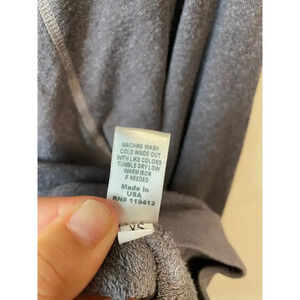 MACHINE WASH
COLD INSIDE OUT
WITH LIKE COLORS
TUMBLE DRY LOW
WARM IRON
IF NEEDED
Made in
USA
RN# 119412
XS